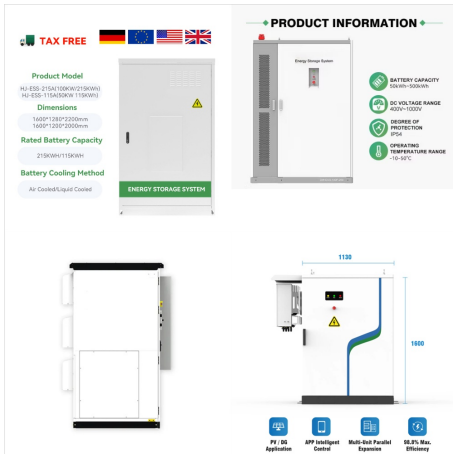 TAX FREE
Product Model
HJ-ESS-215A(100KW/215KWh)
HJ-ESS-115A(50KW 115KWh)
Dimensions
1600*1280*2200mm
1600*1200*2000mm
Rated Battery Capacity
215KWH/115KWH
Battery Cooling Method
Air Cooled/Liquid Cooled
ENERGY STORAGE SYSTEM
PRODUCT INFORMATION
Energy Storage System
BATTERY CAPACITY
50kWh~500kWh
DC VOLTAGE RANGE
400V~1000V
DEGREE OF
PROTECTION
IP54
OPERATING
TEMPERATURE RANGE
-10~50°C
1130
1600
PV / DG
Application
APP Intelligent
Control
Multi-Unit Parallel
Expansion
98.8% Max.
Efficiency